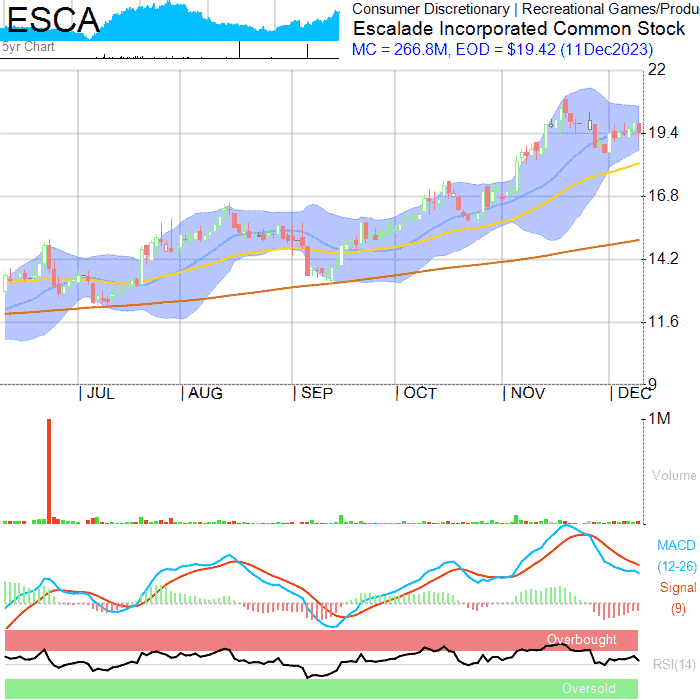 ESCA
5yr Chart
Consumer Discretionary | Recreational Games/Produ
Escalade Incorporated Common Stock
MC = 266.8M, EOD = $19.42 (11Dec2023)
22
19.4
16.8
14.2
11.6
9
| JUL | AUG | SEP | OCT | NOV | DEC
1M
Volume
MACD
(12-26)
Signal
(9)
Overbought
RSI(14)
Oversold